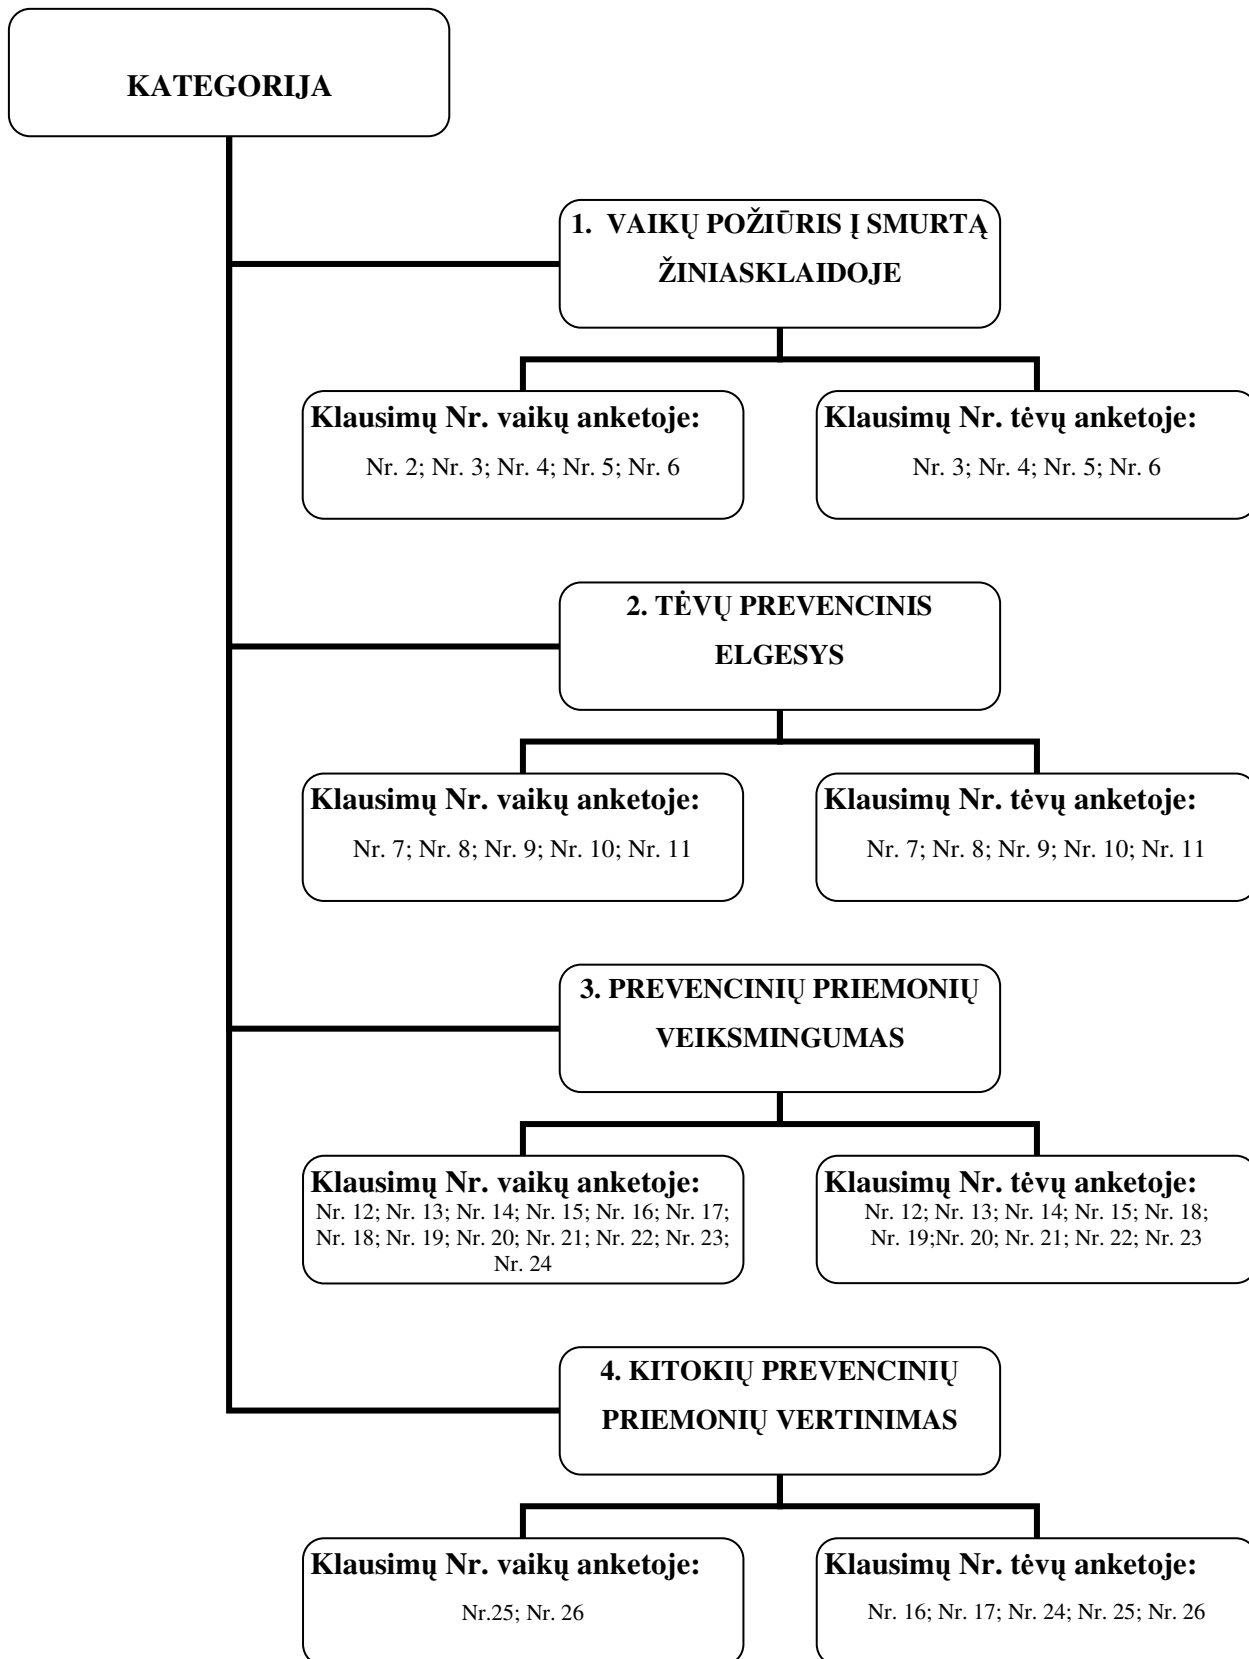 KATEGORIJA
1. VAIKŲ POŽIŪRIS Į SMURTĄ
ŽINIASKLAIDOJE
Klausimų Nr. vaikų anketoje:
Nr. 2; Nr. 3; Nr. 4; Nr. 5; Nr. 6
Klausimų Nr. tėvų anketoje:
Nr. 3; Nr. 4; Nr. 5; Nr. 6
2. TĖVŲ PREVENCINIS
ELGESYS
Klausimų Nr. vaikų anketoje:
Nr. 7; Nr. 8; Nr. 9; Nr. 10; Nr. 11
Klausimų Nr. tėvų anketoje:
Nr. 7; Nr. 8; Nr. 9; Nr. 10; Nr. 11
3. PREVENCINIŲ PRIEMONIŲ
VEIKSMINGUMAS
Klausimų Nr. vaikų anketoje:
Nr. 12; Nr. 13; Nr. 14; Nr. 15; Nr. 16; Nr. 17;
Nr. 18; Nr. 19; Nr. 20; Nr. 21; Nr. 22; Nr. 23;
Nr. 24
Klausimų Nr. tėvų anketoje:
Nr. 12; Nr. 13; Nr. 14; Nr. 15; Nr. 18;
Nr. 19;Nr. 20; Nr. 21; Nr. 22; Nr. 23
4. KITOKIŲ PREVENCINIŲ
PRIEMONIŲ VERTINIMAS
Klausimų Nr. vaikų anketoje:
Nr.25; Nr. 26
Klausimų Nr. tėvų anketoje:
Nr. 16; Nr. 17; Nr. 24; Nr. 25; Nr. 26